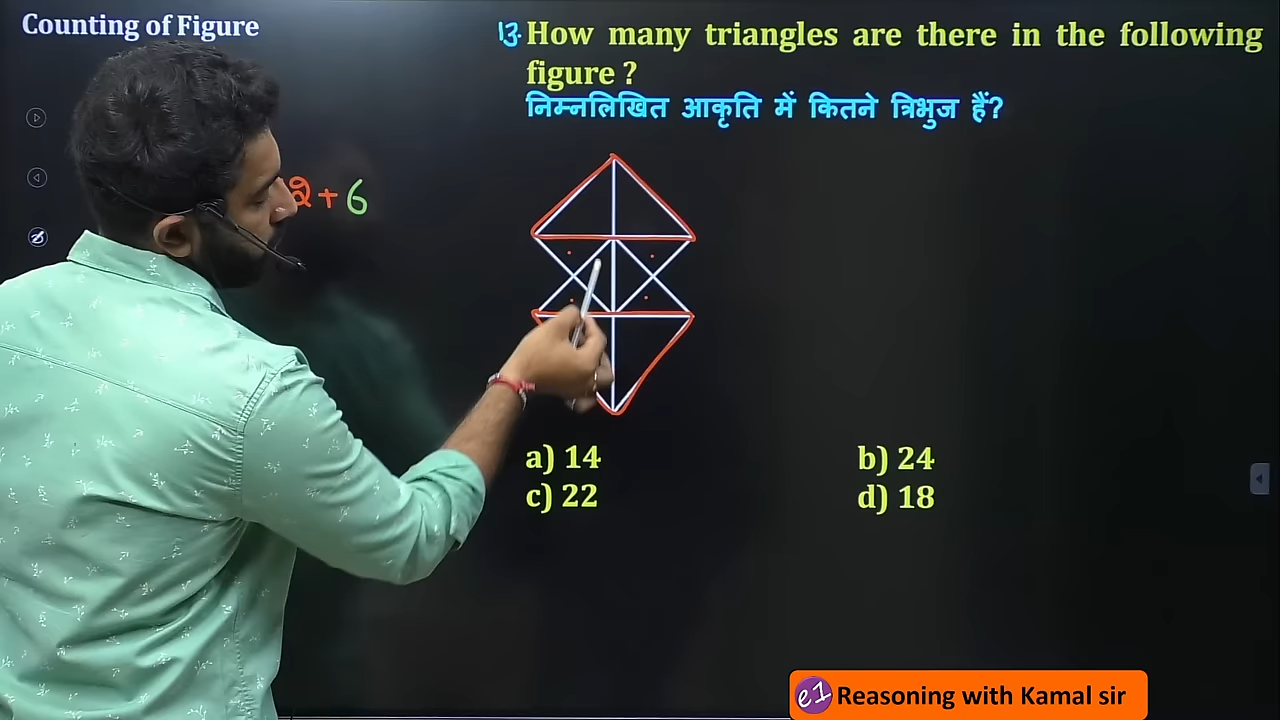 Counting of Figure
13. How many triangles are there in the following
figure ?
निम्नलिखित आकृति में कितने त्रिभुज हैं?
2 + 6
a) 14
b) 24
c) 22
d) 18
e1 Reasoning with Kamal sir